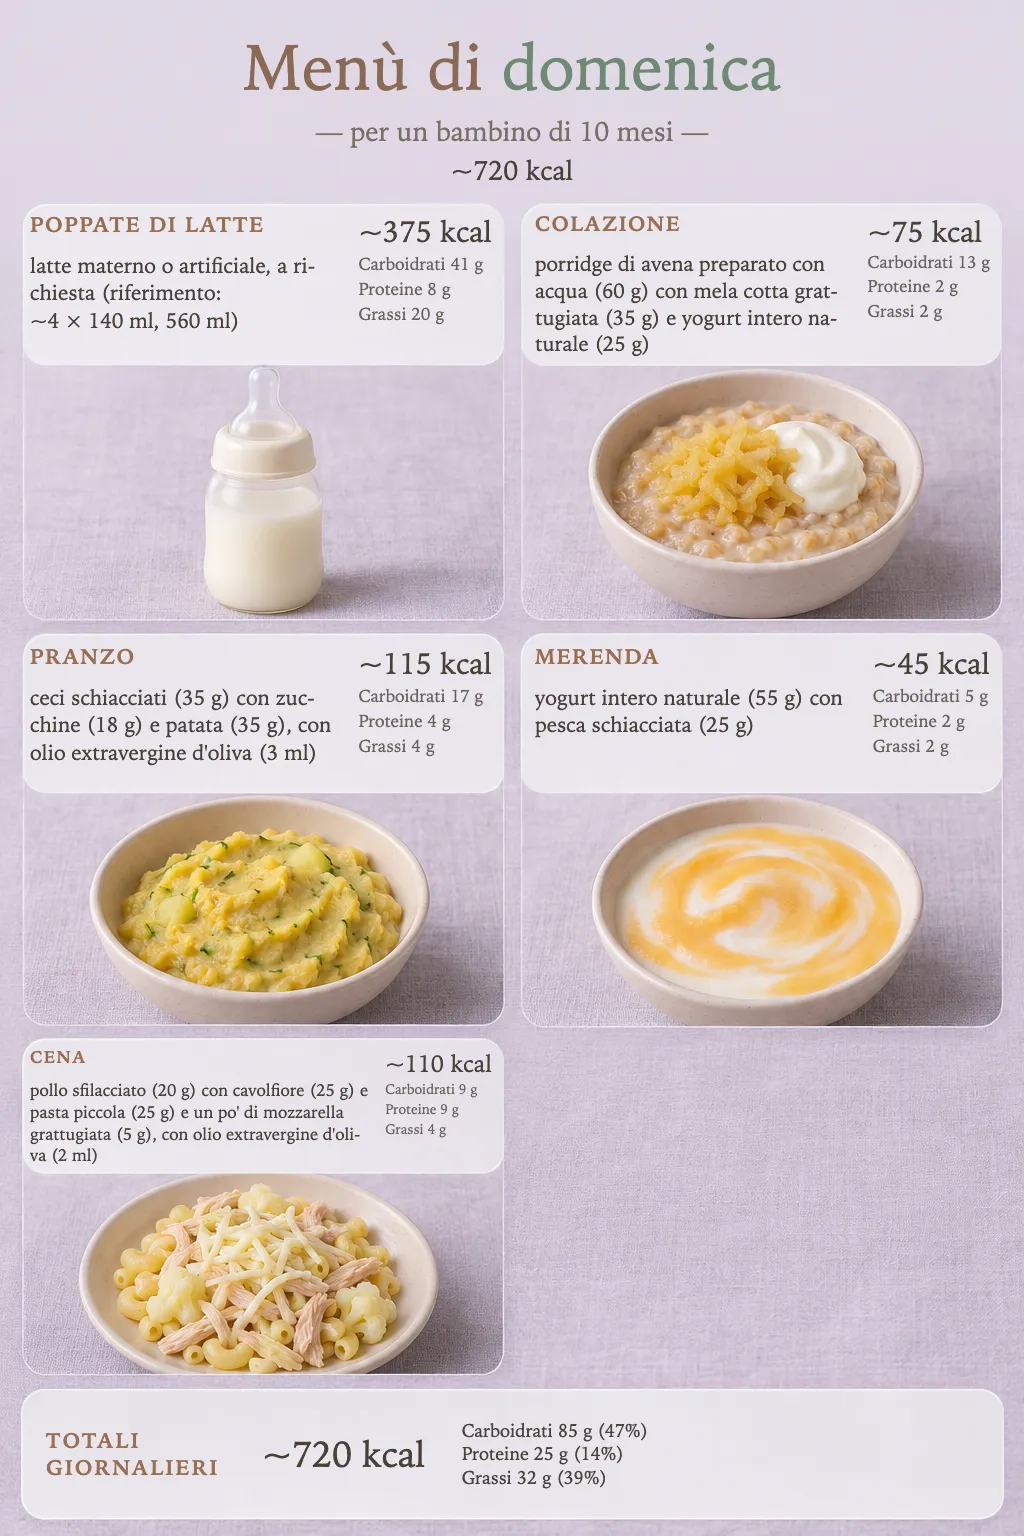 Menù di domenica
— per un bambino di 10 mesi —
~720 kcal
POPPATE DI LATTE
~375 kcal
latte materno o artificiale, a ri-
chiesta (riferimento:
~4 × 140 ml, 560 ml)
Carboidrati 41 g
Proteine 8 g
Grassi 20 g
COLAZIONE
~75 kcal
porridge di avena preparato con
acqua (60 g) con mela cotta grat-
tugiata (35 g) e yogurt intero na-
turale (25 g)
Carboidrati 13 g
Proteine 2 g
Grassi 2 g
PRANZO
~115 kcal
ceci schiacciati (35 g) con zuc-
chine (18 g) e patata (35 g), con
olio extravergine d'oliva (3 ml)
Carboidrati 17 g
Proteine 4 g
Grassi 4 g
MERENDA
~45 kcal
yogurt intero naturale (55 g) con
pesca schiacciata (25 g)
Carboidrati 5 g
Proteine 2 g
Grassi 2 g
CENA
~110 kcal
pollo sfilacciato (20 g) con cavolfiore (25 g) e
pasta piccola (25 g) e un po' di mozzarella
grattugiata (5 g), con olio extravergine d'oli-
va (2 ml)
Carboidrati 9 g
Proteine 9 g
Grassi 4 g
TOTALI
GIORNALIERI
~720 kcal
Carboidrati 85 g (47%)
Proteine 25 g (14%)
Grassi 32 g (39%)